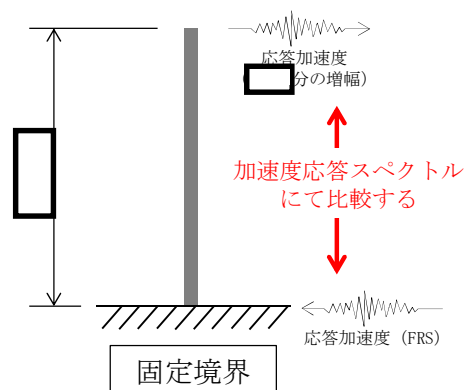 応答加速度
分の増幅）
加速度応答スペクトル
にて比較する
応答加速度（FRS）
固定境界